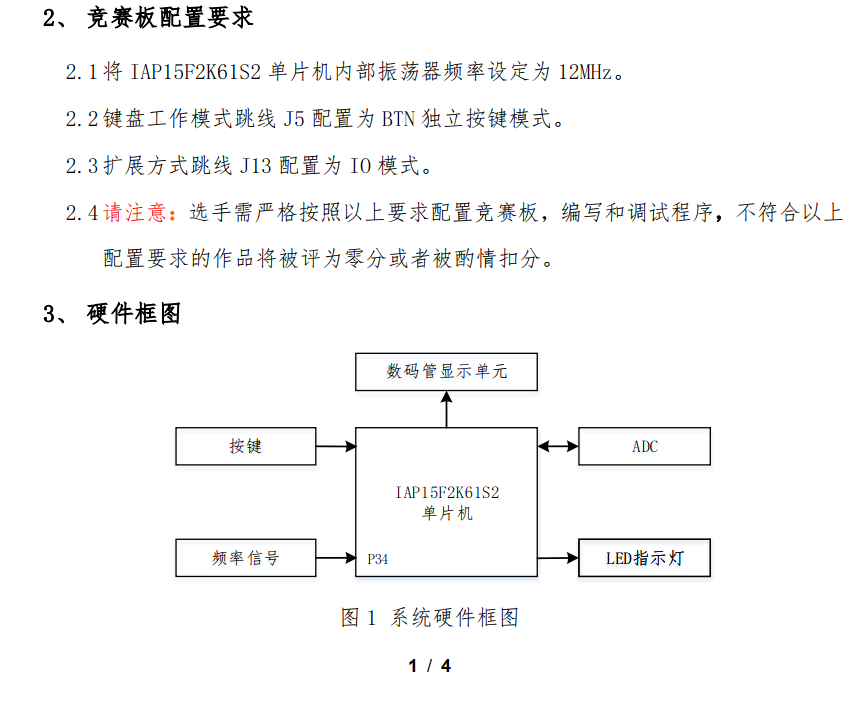 2、 竞赛板配置要求
2.1将 IAP15F2K61S2 单片机内部振荡器频率设定为 12MHz。
2.2键盘工作模式跳线 J5 配置为 BTN 独立按键模式。
2.3扩展方式跳线 J13 配置为 IO 模式。
2.4请注意：选手需严格按照以上要求配置竞赛板，编写和调试程序，不符合以上
配置要求的作品将被评为零分或者被酌情扣分。
3、 硬件框图
数码管显示单元
按键
ADC
IAP15F2K61S2
单片机
频率信号
P34
LED指示灯
图 1 系统硬件框图
1 / 4